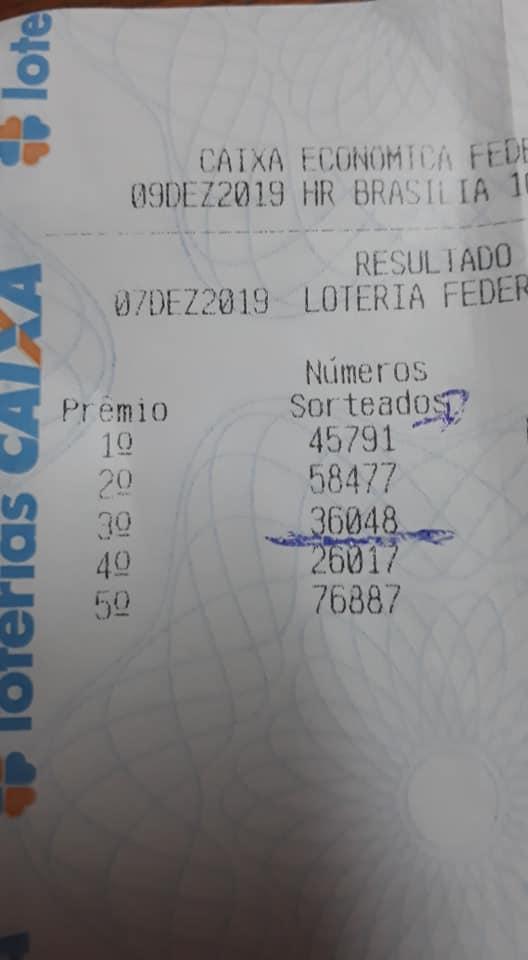 lote
CAIXA ECONOMICA FEDE
09DEZ2019 HR BRASILIA 1
RESULTADO
07DEZ2019 LOTERIA FEDER
Números
Prêmio Sorteados
1º 45791
2º 58477
3º 36048
4º 26017
5º 76887
loterias CAIXA